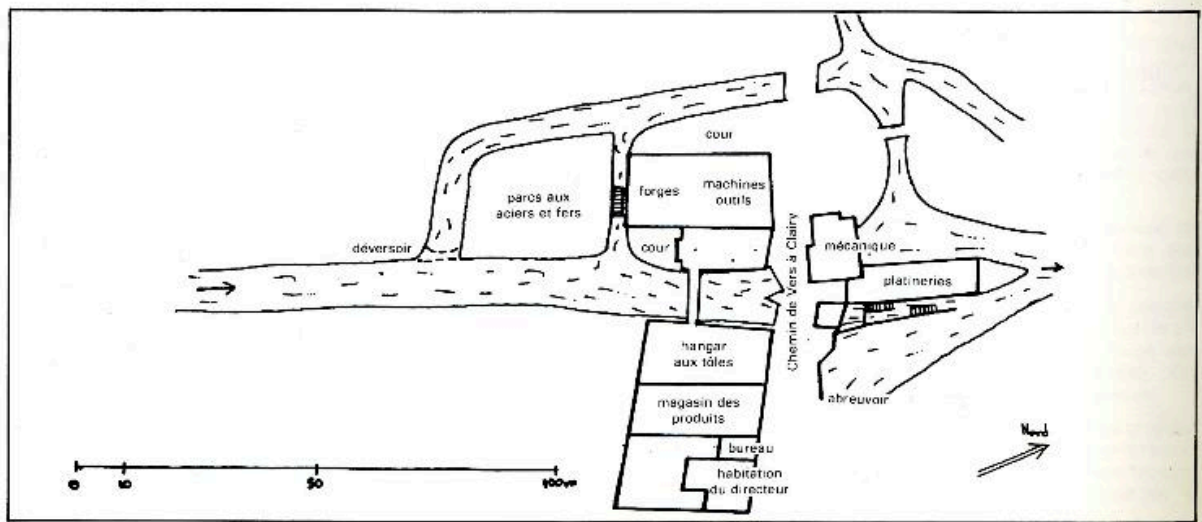 cour
parcs aux
aciers et fers
forges
machines
outils
déversoir
cour
Chemin de Vers à Clairy
mécanique
platineries
hangar
aux tôles
magasin des
produits
abreuvoir
bureau
habitation
du directeur
Nord
0
10
50
100m